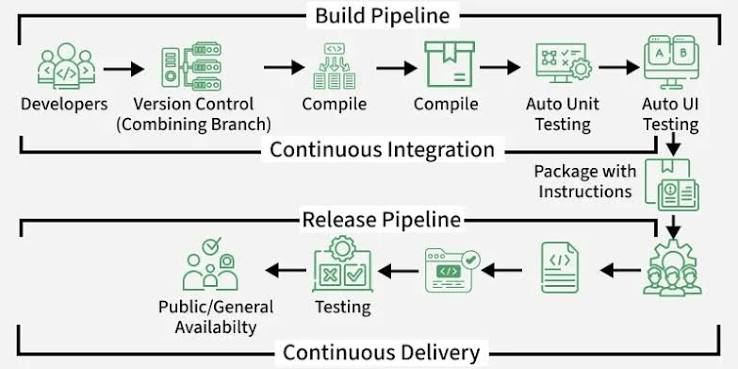 Build Pipeline
Developers
Version Control
(Combining Branch)
Compile
Compile
Auto Unit
Testing
Auto UI
Testing
A B
Continuous Integration
Package with
Instructions
Release Pipeline
Public/General
Availabilty
Testing
Continuous Delivery